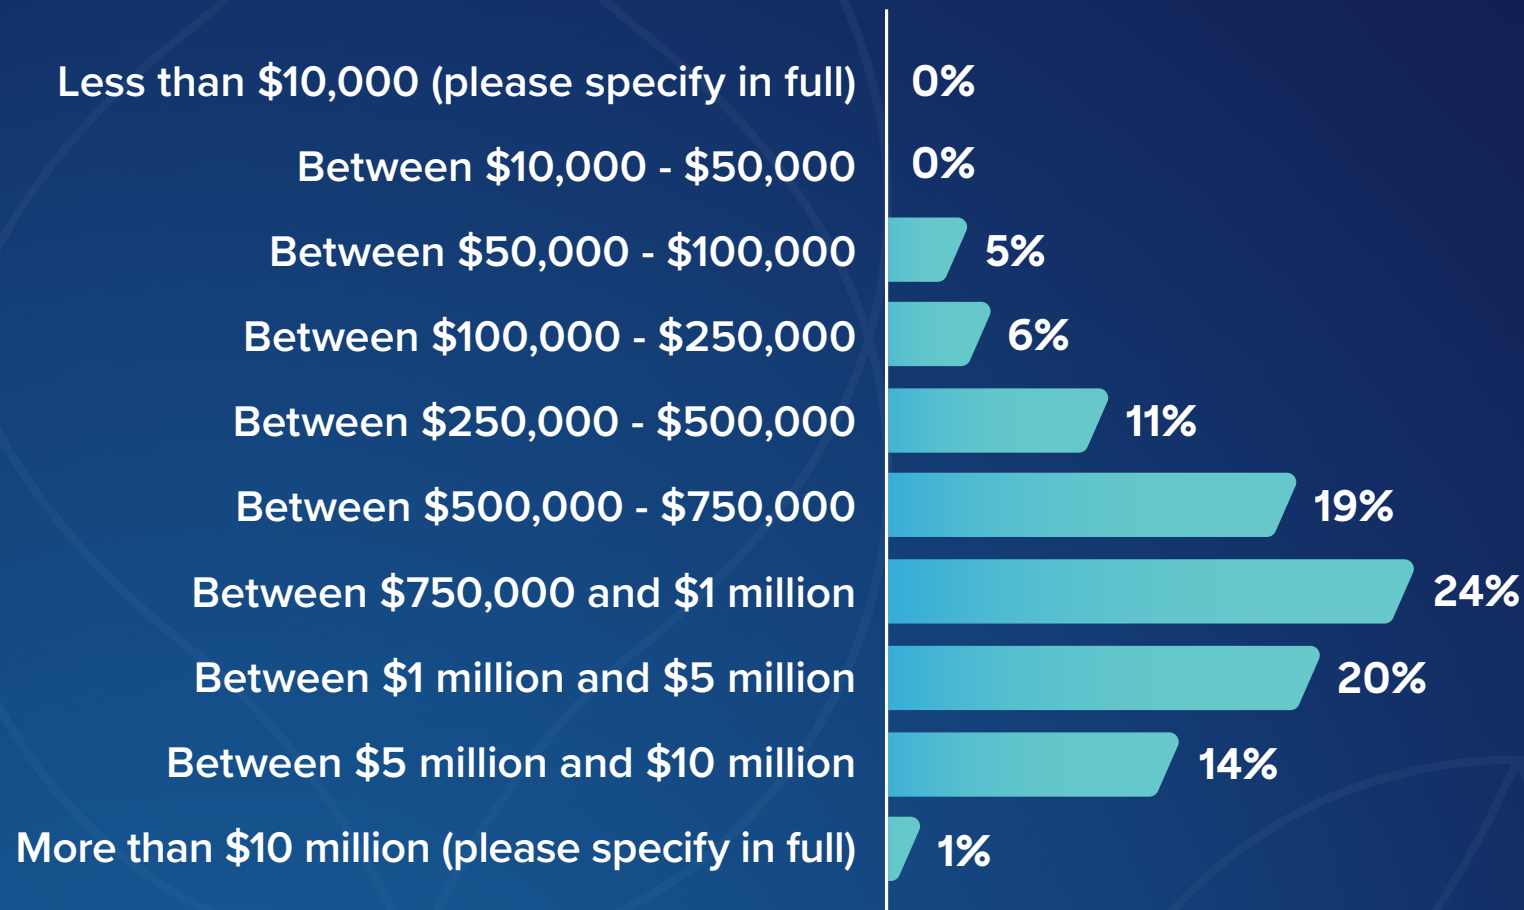 Less than $10,000 (please specify in full) 0%
Between $10,000 - $50,000 0%
Between $50,000 - $100,000 5%
Between $100,000 - $250,000 6%
Between $250,000 - $500,000 11%
Between $500,000 - $750,000 19%
Between $750,000 and $1 million 24%
Between $1 million and $5 million 20%
Between $5 million and $10 million 14%
More than $10 million (please specify in full) 1%